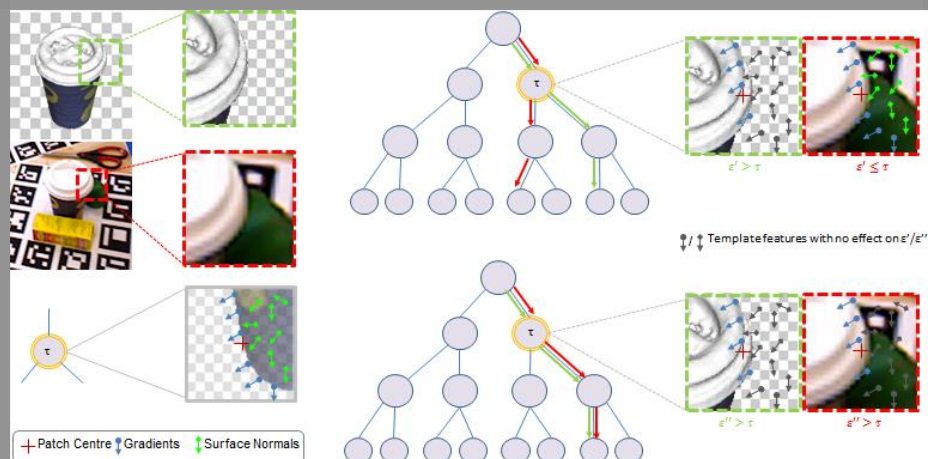 τ
ε' > τ
ε' ≤ τ
/ Template features with no effect on ε'/ε''
τ
τ
ε'' > τ
ε'' > τ
Patch Centre Gradients Surface Normals